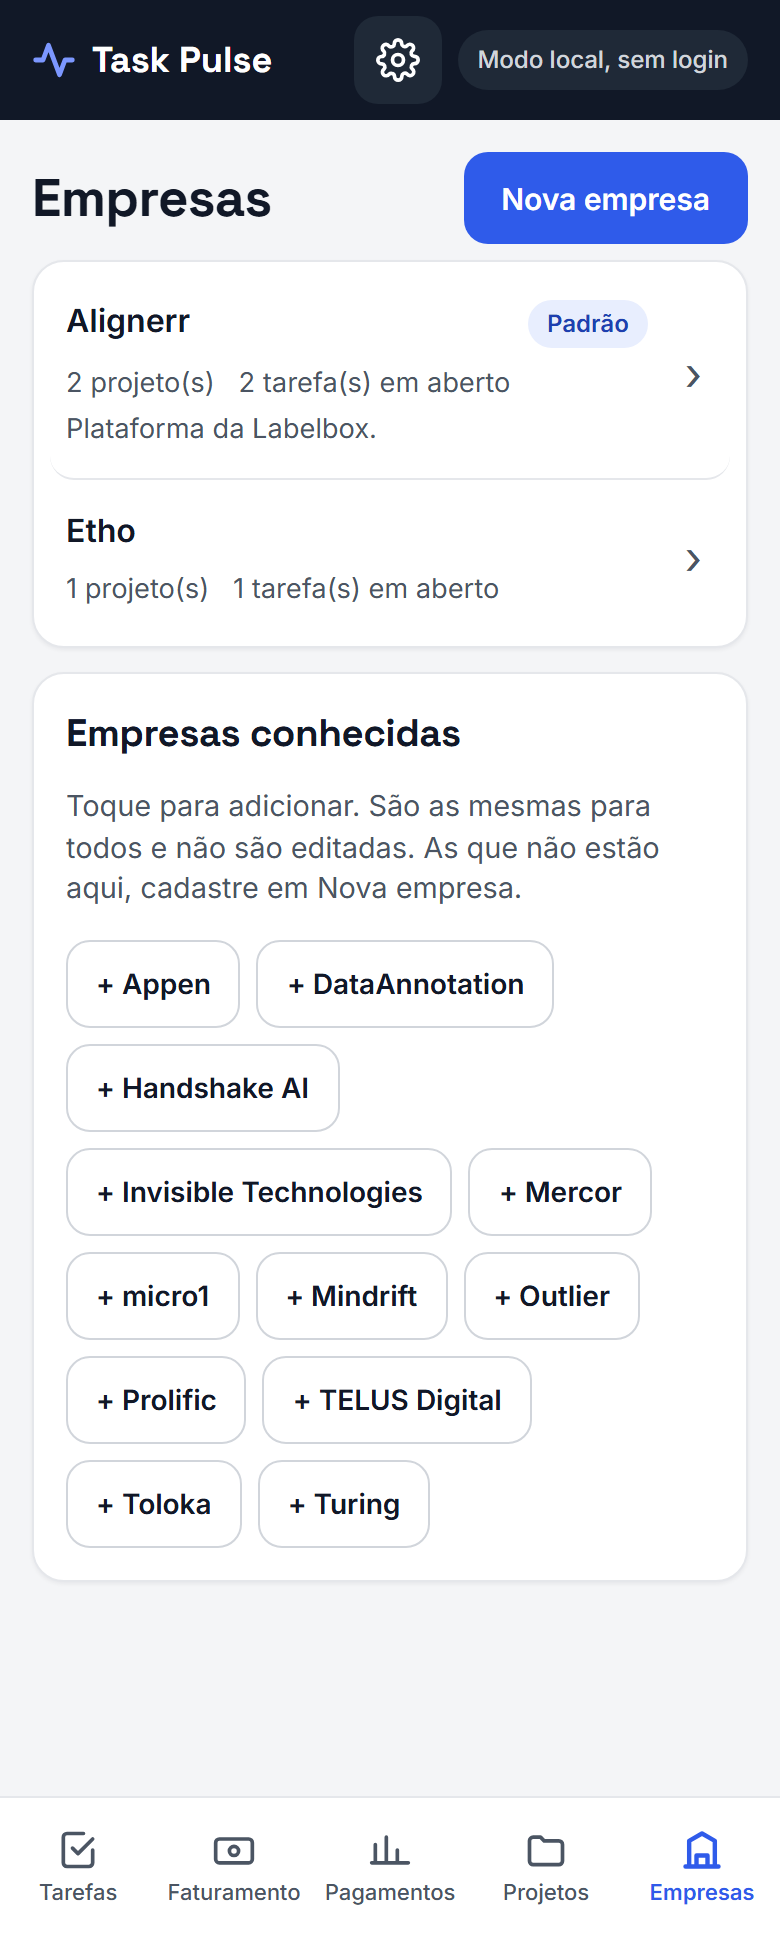 Task Pulse
Modo local, sem login
Empresas
Nova empresa
Alignerr
Padrão
2 projeto(s) 2 tarefa(s) em aberto
Plataforma da Labelbox.
Etho
1 projeto(s) 1 tarefa(s) em aberto
Empresas conhecidas
Toque para adicionar. São as mesmas para
todos e não são editadas. As que não estão
aqui, cadastre em Nova empresa.
+ Appen
+ DataAnnotation
+ Handshake AI
+ Invisible Technologies
+ Mercor
+ micro1
+ Mindrift
+ Outlier
+ Prolific
+ TELUS Digital
+ Toloka
+ Turing
Tarefas
Faturamento
Pagamentos
Projetos
Empresas